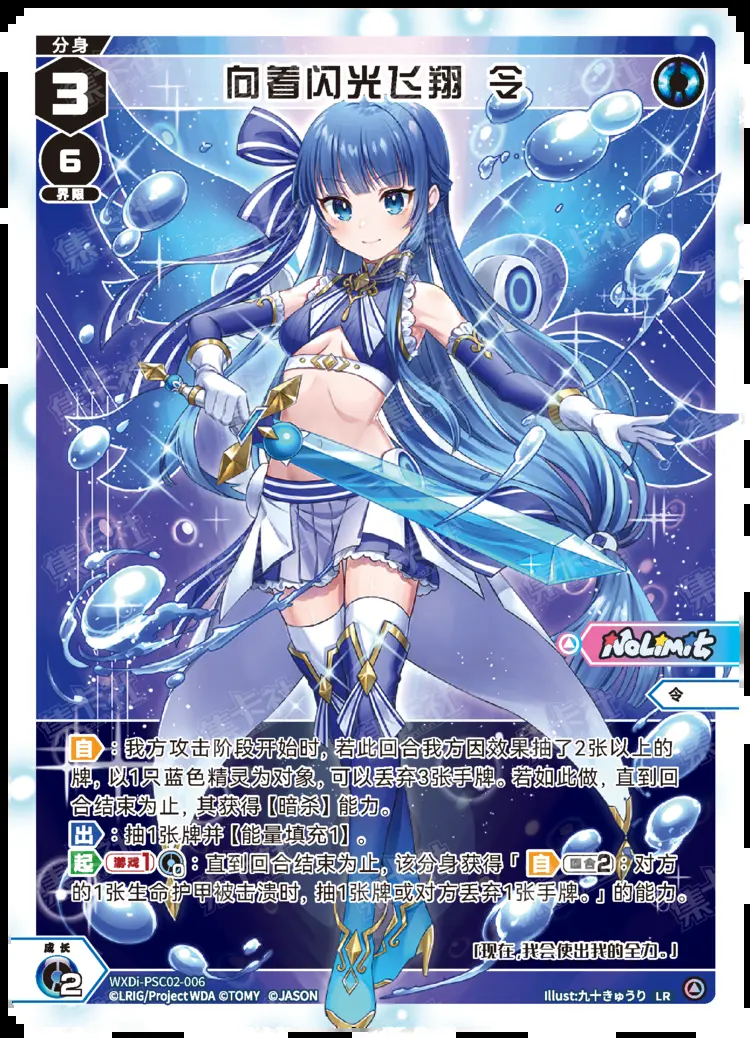 分身
3
向着闪光飞翔 令
6
界限
NoLimit
令
自：我方攻击阶段开始时，若此回合我方因效果抽了2张以上的
牌，以1只蓝色精灵为对象，可以丢弃3张手牌。若如此做，直到回
合结束为止，其获得【暗杀】能力。
出：抽1张牌并【能量填充1】。
起 游戏1 0：直到回合结束为止，该分身获得「自 回合2：对方
的1张生命护甲被击溃时，抽1张牌或对方丢弃1张手牌。」的能力。
「现在，我会使出我的全力。」
成长
2
WXDi-PSC02-006
©LRIG/Project WDA ©TOMY ©JASON
Illust:九十きゅうり LR
集卡社